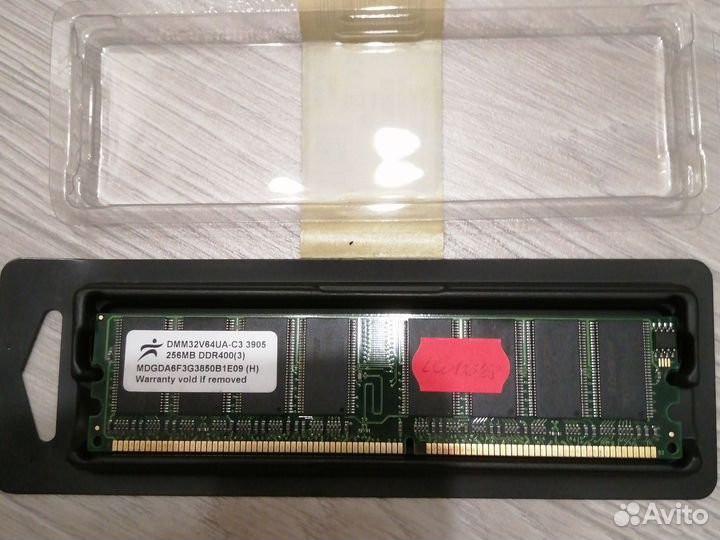 DMM32V64UA-C3 3905
256MB DDR400(3)
MDGDA6F3G3850B1E09 (H)
Warranty void if removed
Avito